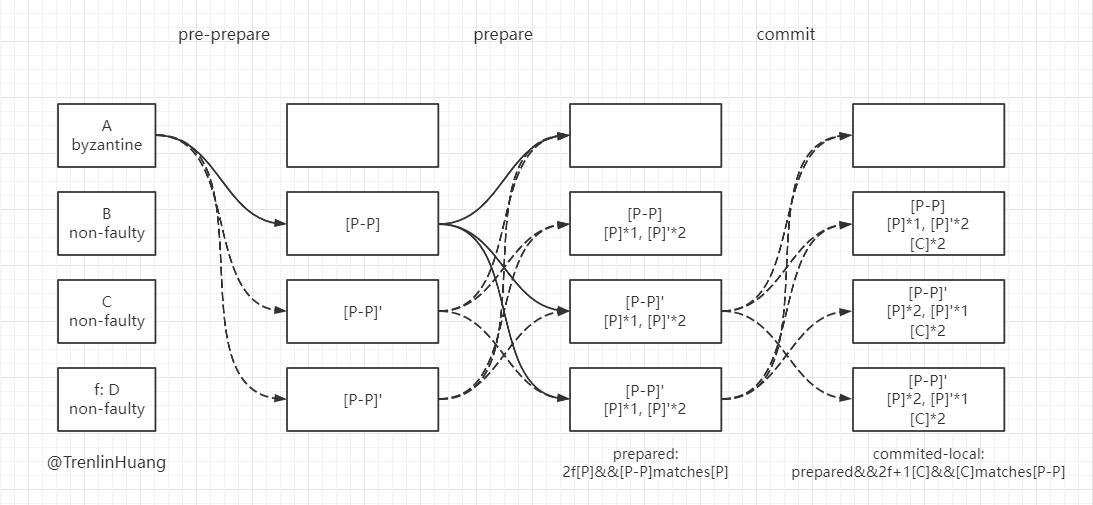 pre-prepare
prepare
commit
A
byzantine
B
non-faulty
[P-P]
[P-P]
[P]*1, [P]'*2
[P-P]
[P]*1, [P]'*2
[C]*2
C
non-faulty
[P-P]'
[P-P]'
[P]*1, [P]'*2
[P-P]'
[P]*2, [P]'*1
[C]*2
f: D
non-faulty
[P-P]'
[P-P]'
[P]*1, [P]'*2
[P-P]'
[P]*2, [P]'*1
[C]*2
@TrenlinHuang
prepared:
2f[P]&&[P-P]matches[P]
commited-local:
prepared&&2f+1[C]&&[C]matches[P-P]